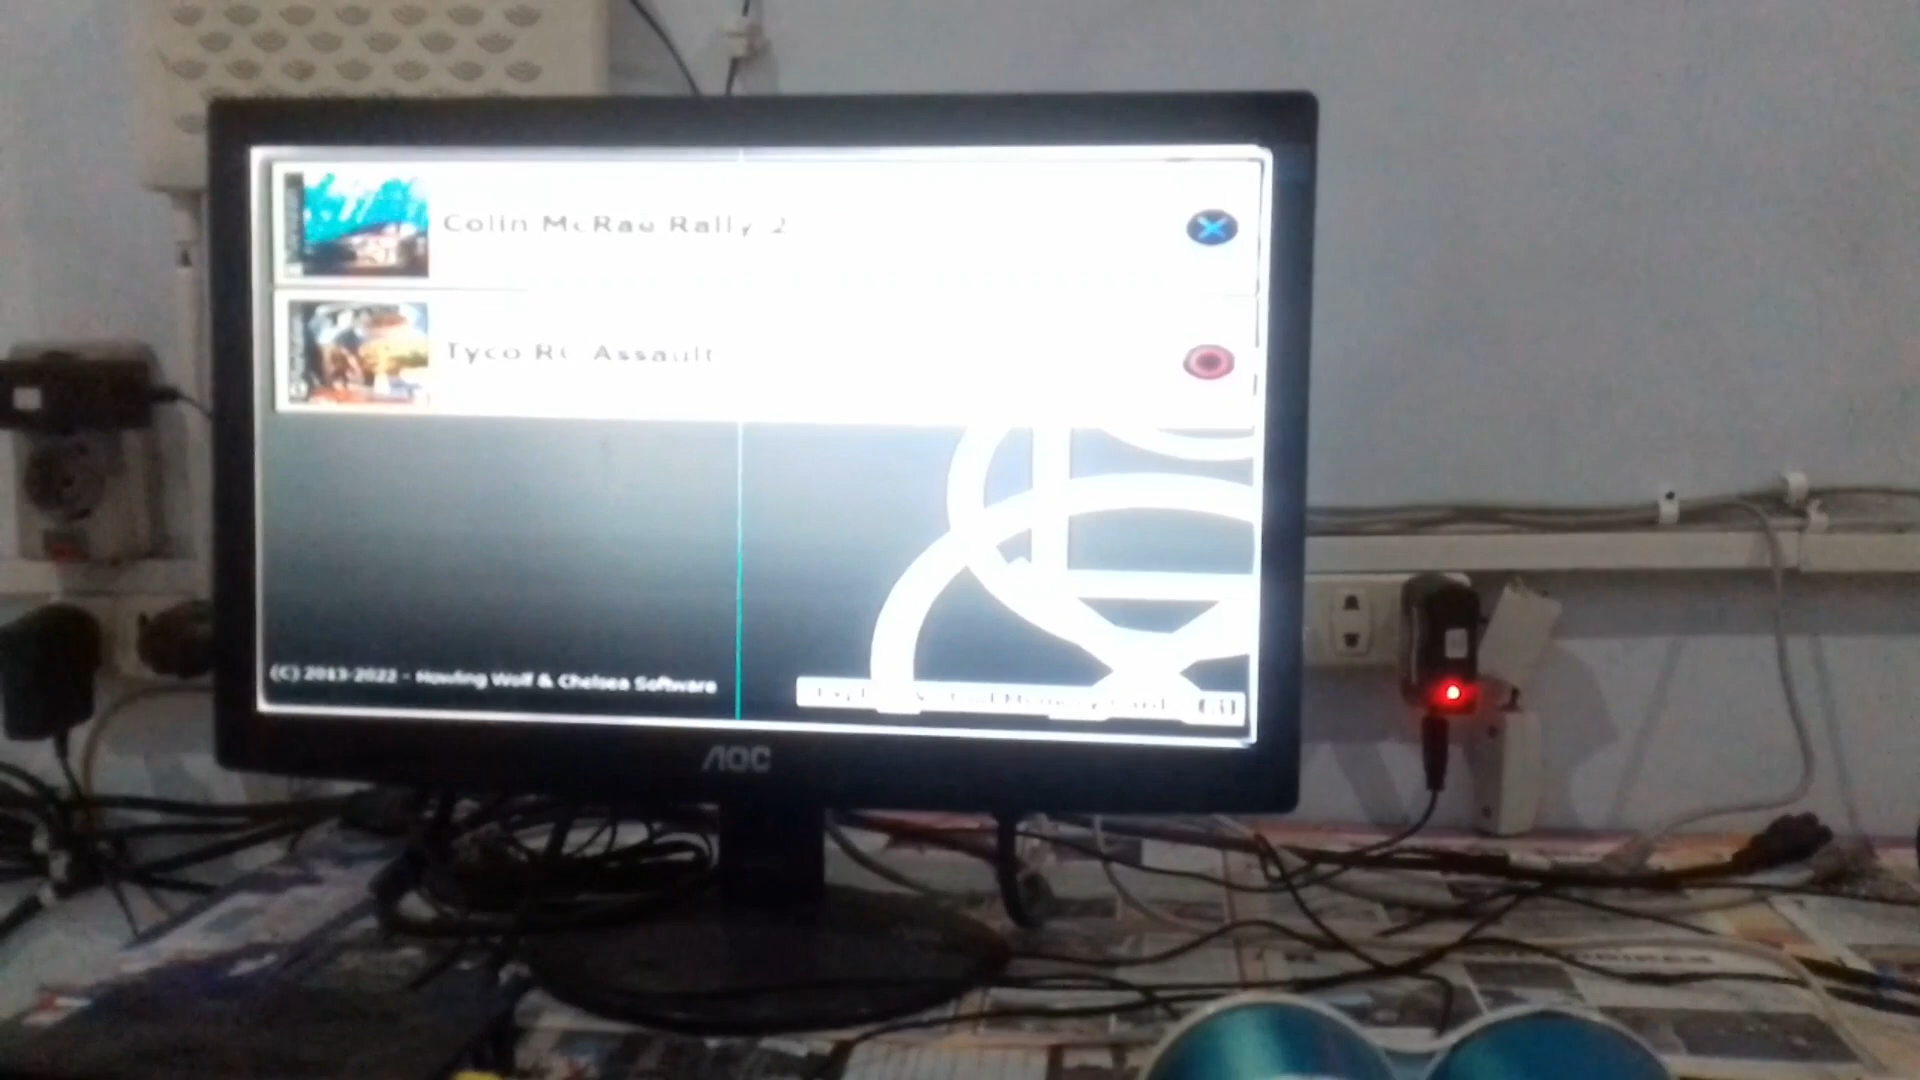 Colin McRae Rally 2
Tyco RC Assault
(C) 2013-2022 - Howling Wolf & Chelsea Software
AOC